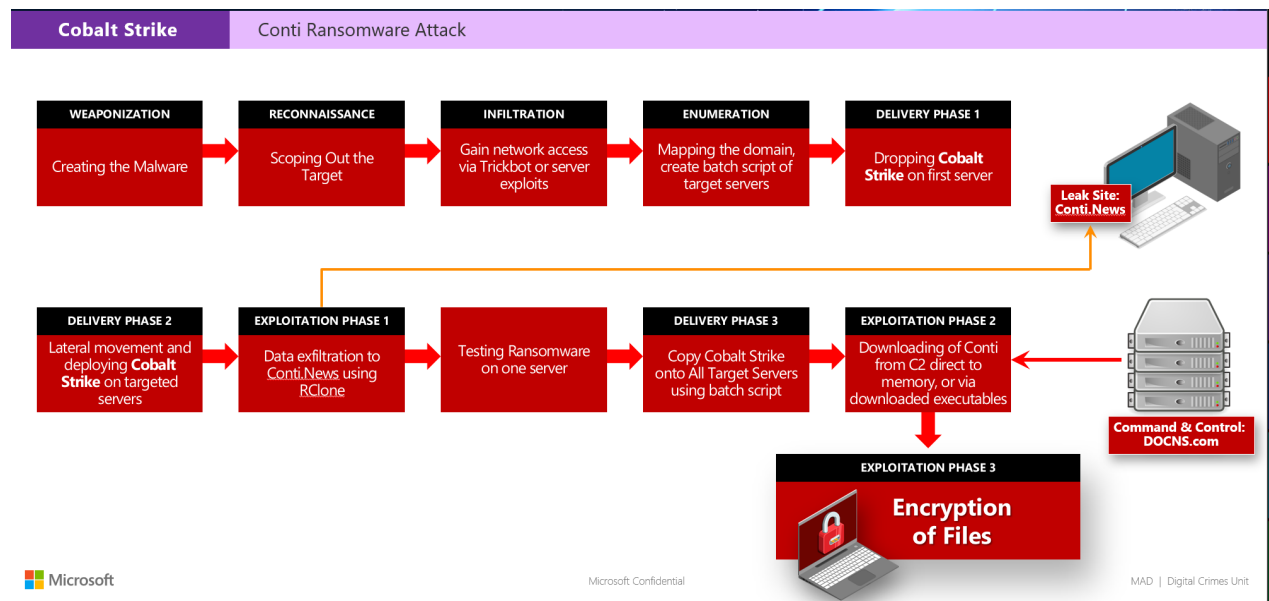 Cobalt Strike
Conti Ransomware Attack
WEAPONIZATION
Creating the Malware
RECONNAISSANCE
Scoping Out the
Target
INFILTRATION
Gain network access
via Trickbot or server
exploits
ENUMERATION
Mapping the domain,
create batch script of
target servers
DELIVERY PHASE 1
Dropping Cobalt
Strike on first server
Leak Site:
Conti.News
DELIVERY PHASE 2
Lateral movement and
deploying Cobalt
Strike on targeted
servers
EXPLOITATION PHASE 1
Data exfiltration to
Conti.News using
RClone
Testing Ransomware
on one server
DELIVERY PHASE 3
Copy Cobalt Strike
onto All Target Servers
using batch script
EXPLOITATION PHASE 2
Downloading of Conti
from C2 direct to
memory, or via
downloaded executables
Command & Control:
DOCNS.com
EXPLOITATION PHASE 3
Encryption
of Files
Microsoft
Microsoft Confidential
MAD | Digital Crimes Unit